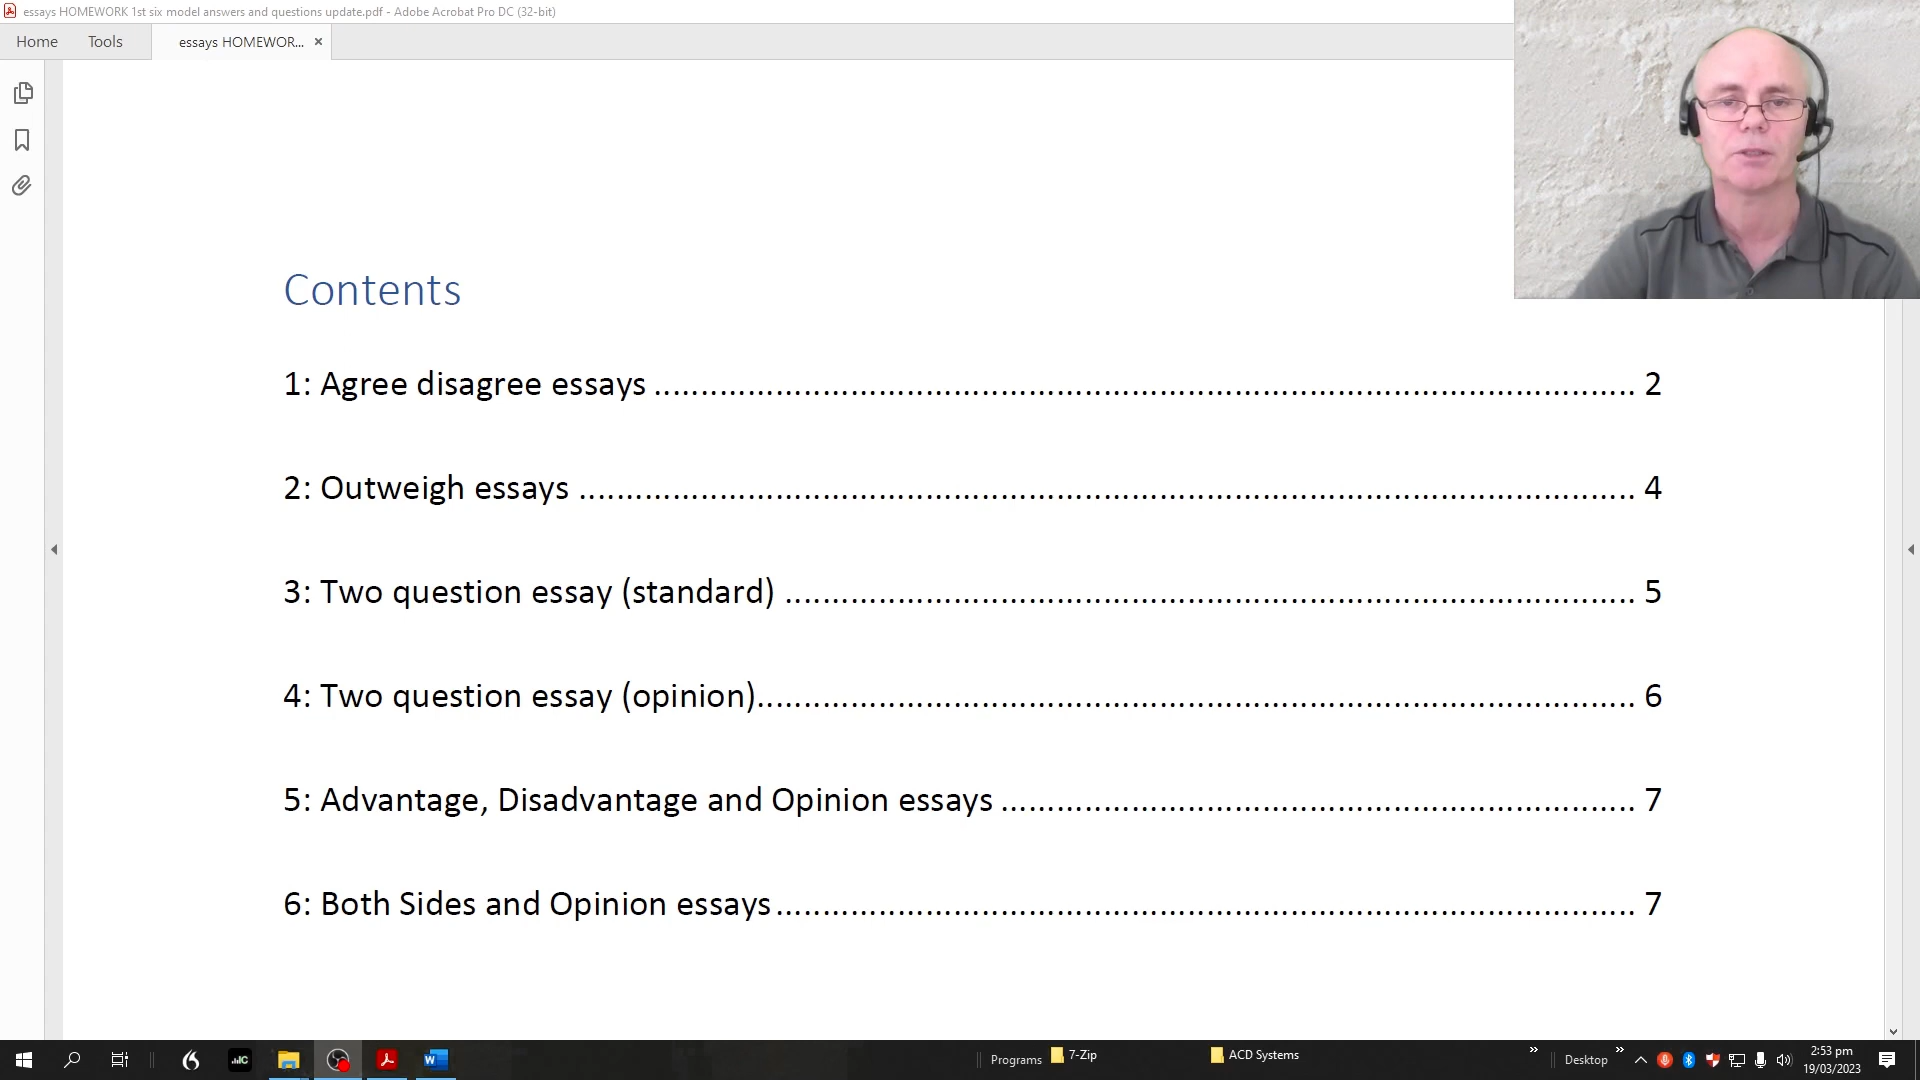 essays HOMEWORK 1st six model answers and questions update.pdf - Adobe Acrobat Pro DC (32-bit)
Home Tools essays HOMEWOR... ×
Contents
1: Agree disagree essays ........................................ 2
2: Outweigh essays ........................................ 4
3: Two question essay (standard) ........................................ 5
4: Two question essay (opinion)........................................ 6
5: Advantage, Disadvantage and Opinion essays ........................................ 7
6: Both Sides and Opinion essays ........................................ 7
Programs 7-Zip ACD Systems » Desktop » 2:53 pm
19/03/2023